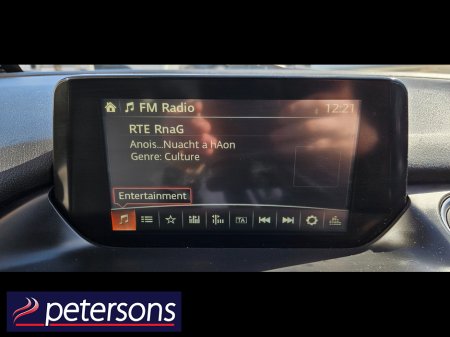 FM Radio
12:21
RTE RnaG
Anois...Nuacht a hAon
Genre: Culture
Entertainment
TA
petersons